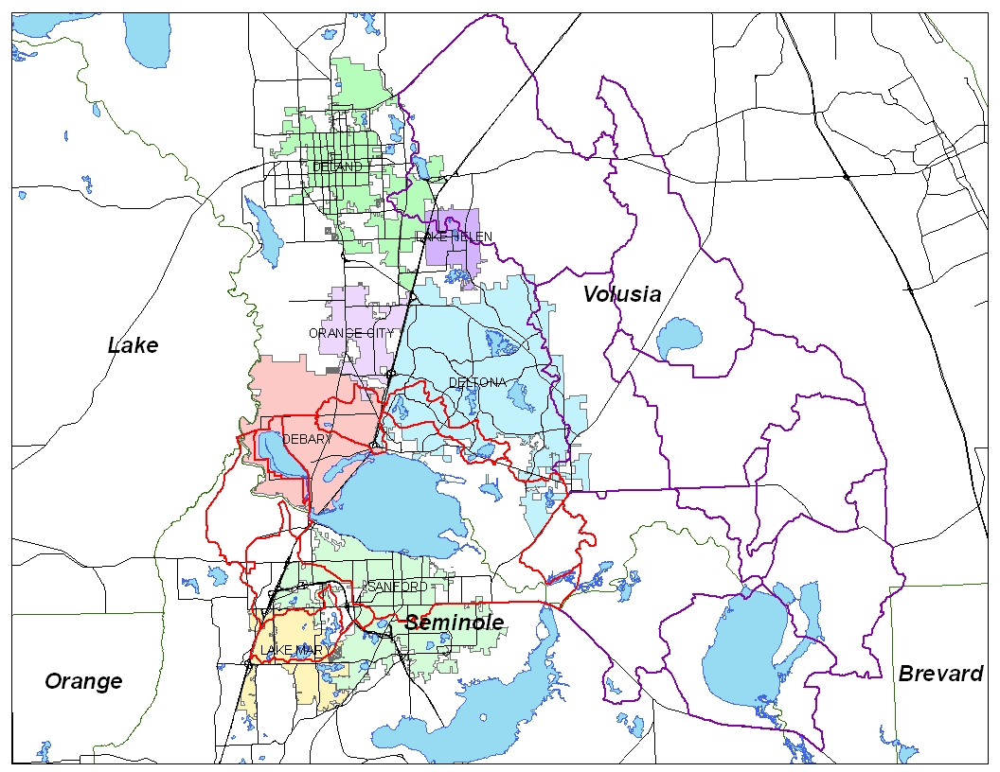 DELAND
LAKE HELEN
Volusia
ORANGE CITY
Lake
DELTONA
DEBARY
SANFORD
Seminole
LAKE MARY
Brevard
Orange